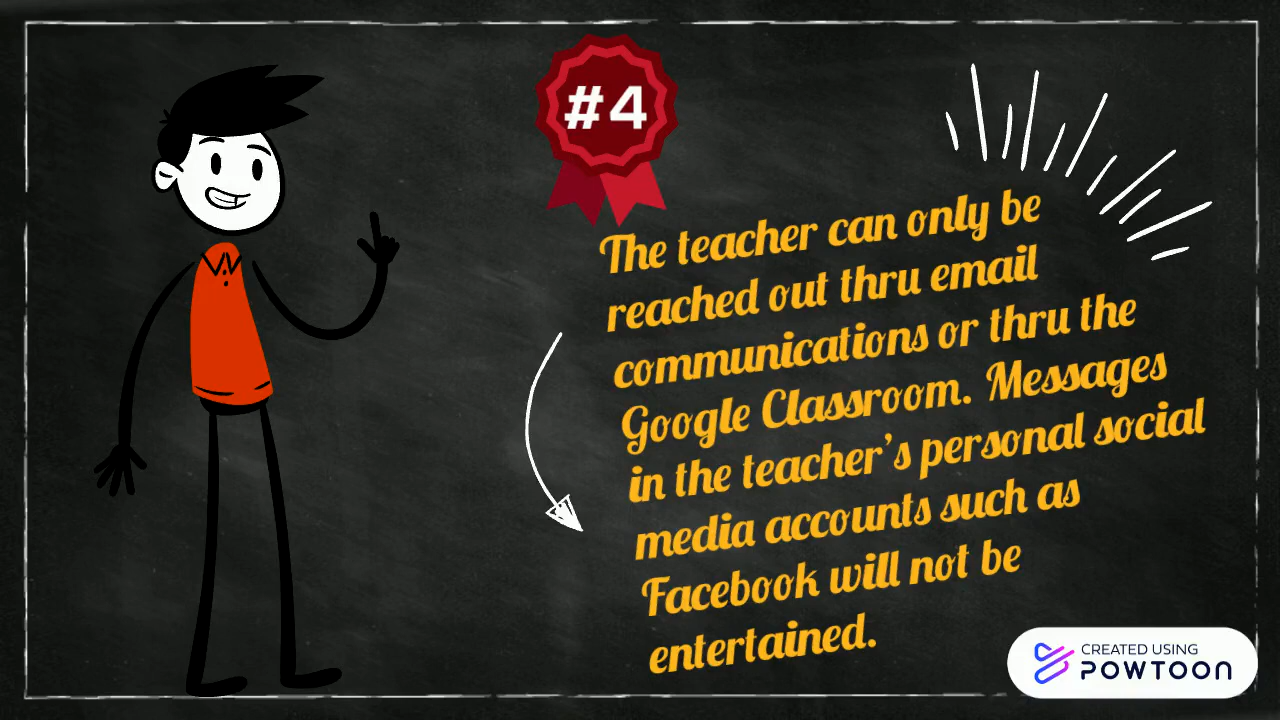 #4
The teacher can only be
reached out thru email
communications or thru the
Google Classroom. Messages
in the teacher's personal social
media accounts such as
Facebook will not be
entertained.
CREATED USING
POWTOON